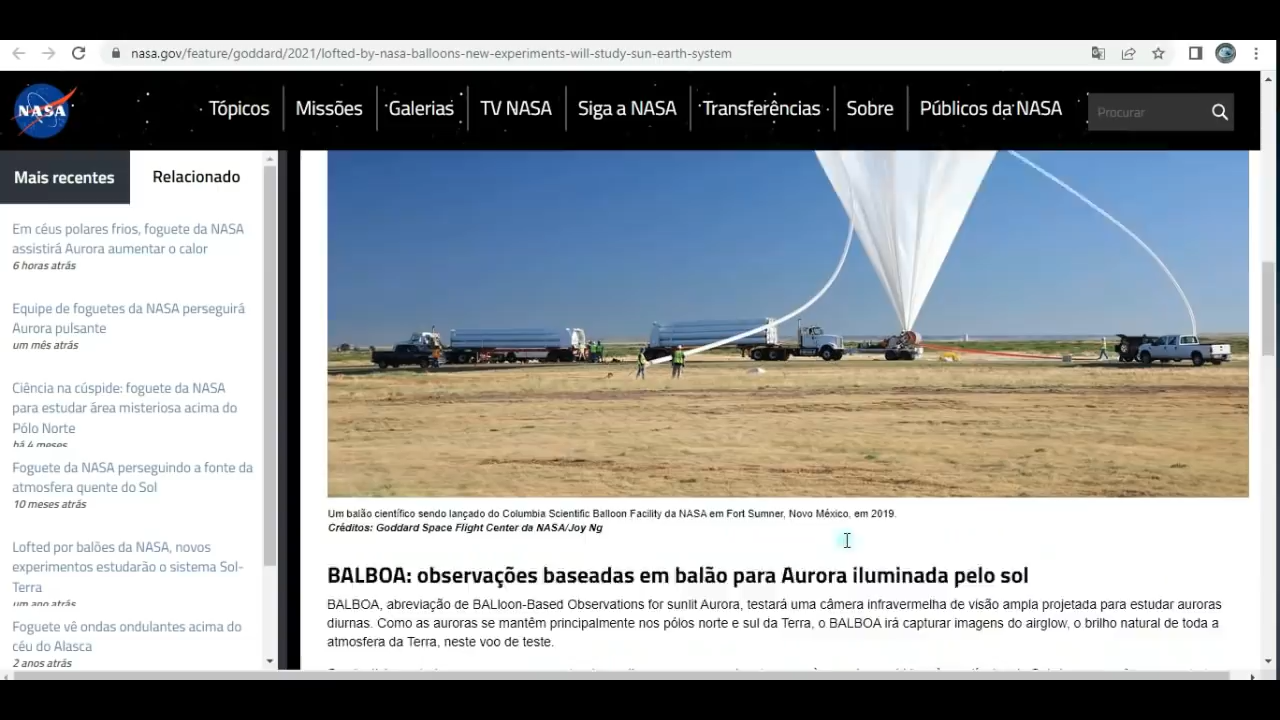 nasa.gov/feature/goddard/2021/lofted-by-nasa-balloons-new-experiments-will-study-sun-earth-system
NASA
Tópicos
Missões
Galerias
TV NASA
Siga a NASA
Transferências
Sobre
Públicos da NASA
Procurar
Mais recentes
Relacionado
Em céus polares frios, foguete da NASA
assistirá Aurora aumentar o calor
6 horas atrás
Equipe de foguetes da NASA perseguirá
Aurora pulsante
um mês atrás
Ciência na cúspide: foguete da NASA
para estudar área misteriosa acima do
Pólo Norte
há 4 meses
Foguete da NASA perseguindo a fonte da
atmosfera quente do Sol
10 meses atrás
Lofted por balões da NASA, novos
experimentos estudarão o sistema Sol-
Terra
um ano atrás
Foguete vê ondas ondulantes acima do
céu do Alasca
2 anos atrás
Um balão científico sendo lançado do Columbia Scientific Balloon Facility da NASA em Fort Sumner, Novo México, em 2019.
Créditos: Goddard Space Flight Center da NASA/Joy Ng
BALBOA: observações baseadas em balão para Aurora iluminada pelo sol
BALBOA, abreviação de BALloon-Based Observations for sunlit Aurora, testará uma câmera infravermelha de visão ampla projetada para estudar auroras
diurnas. Como as auroras se mantêm principalmente nos pólos norte e sul da Terra, o BALBOA irá capturar imagens do airglow, o brilho natural de toda a
atmosfera da Terra, neste voo de teste.